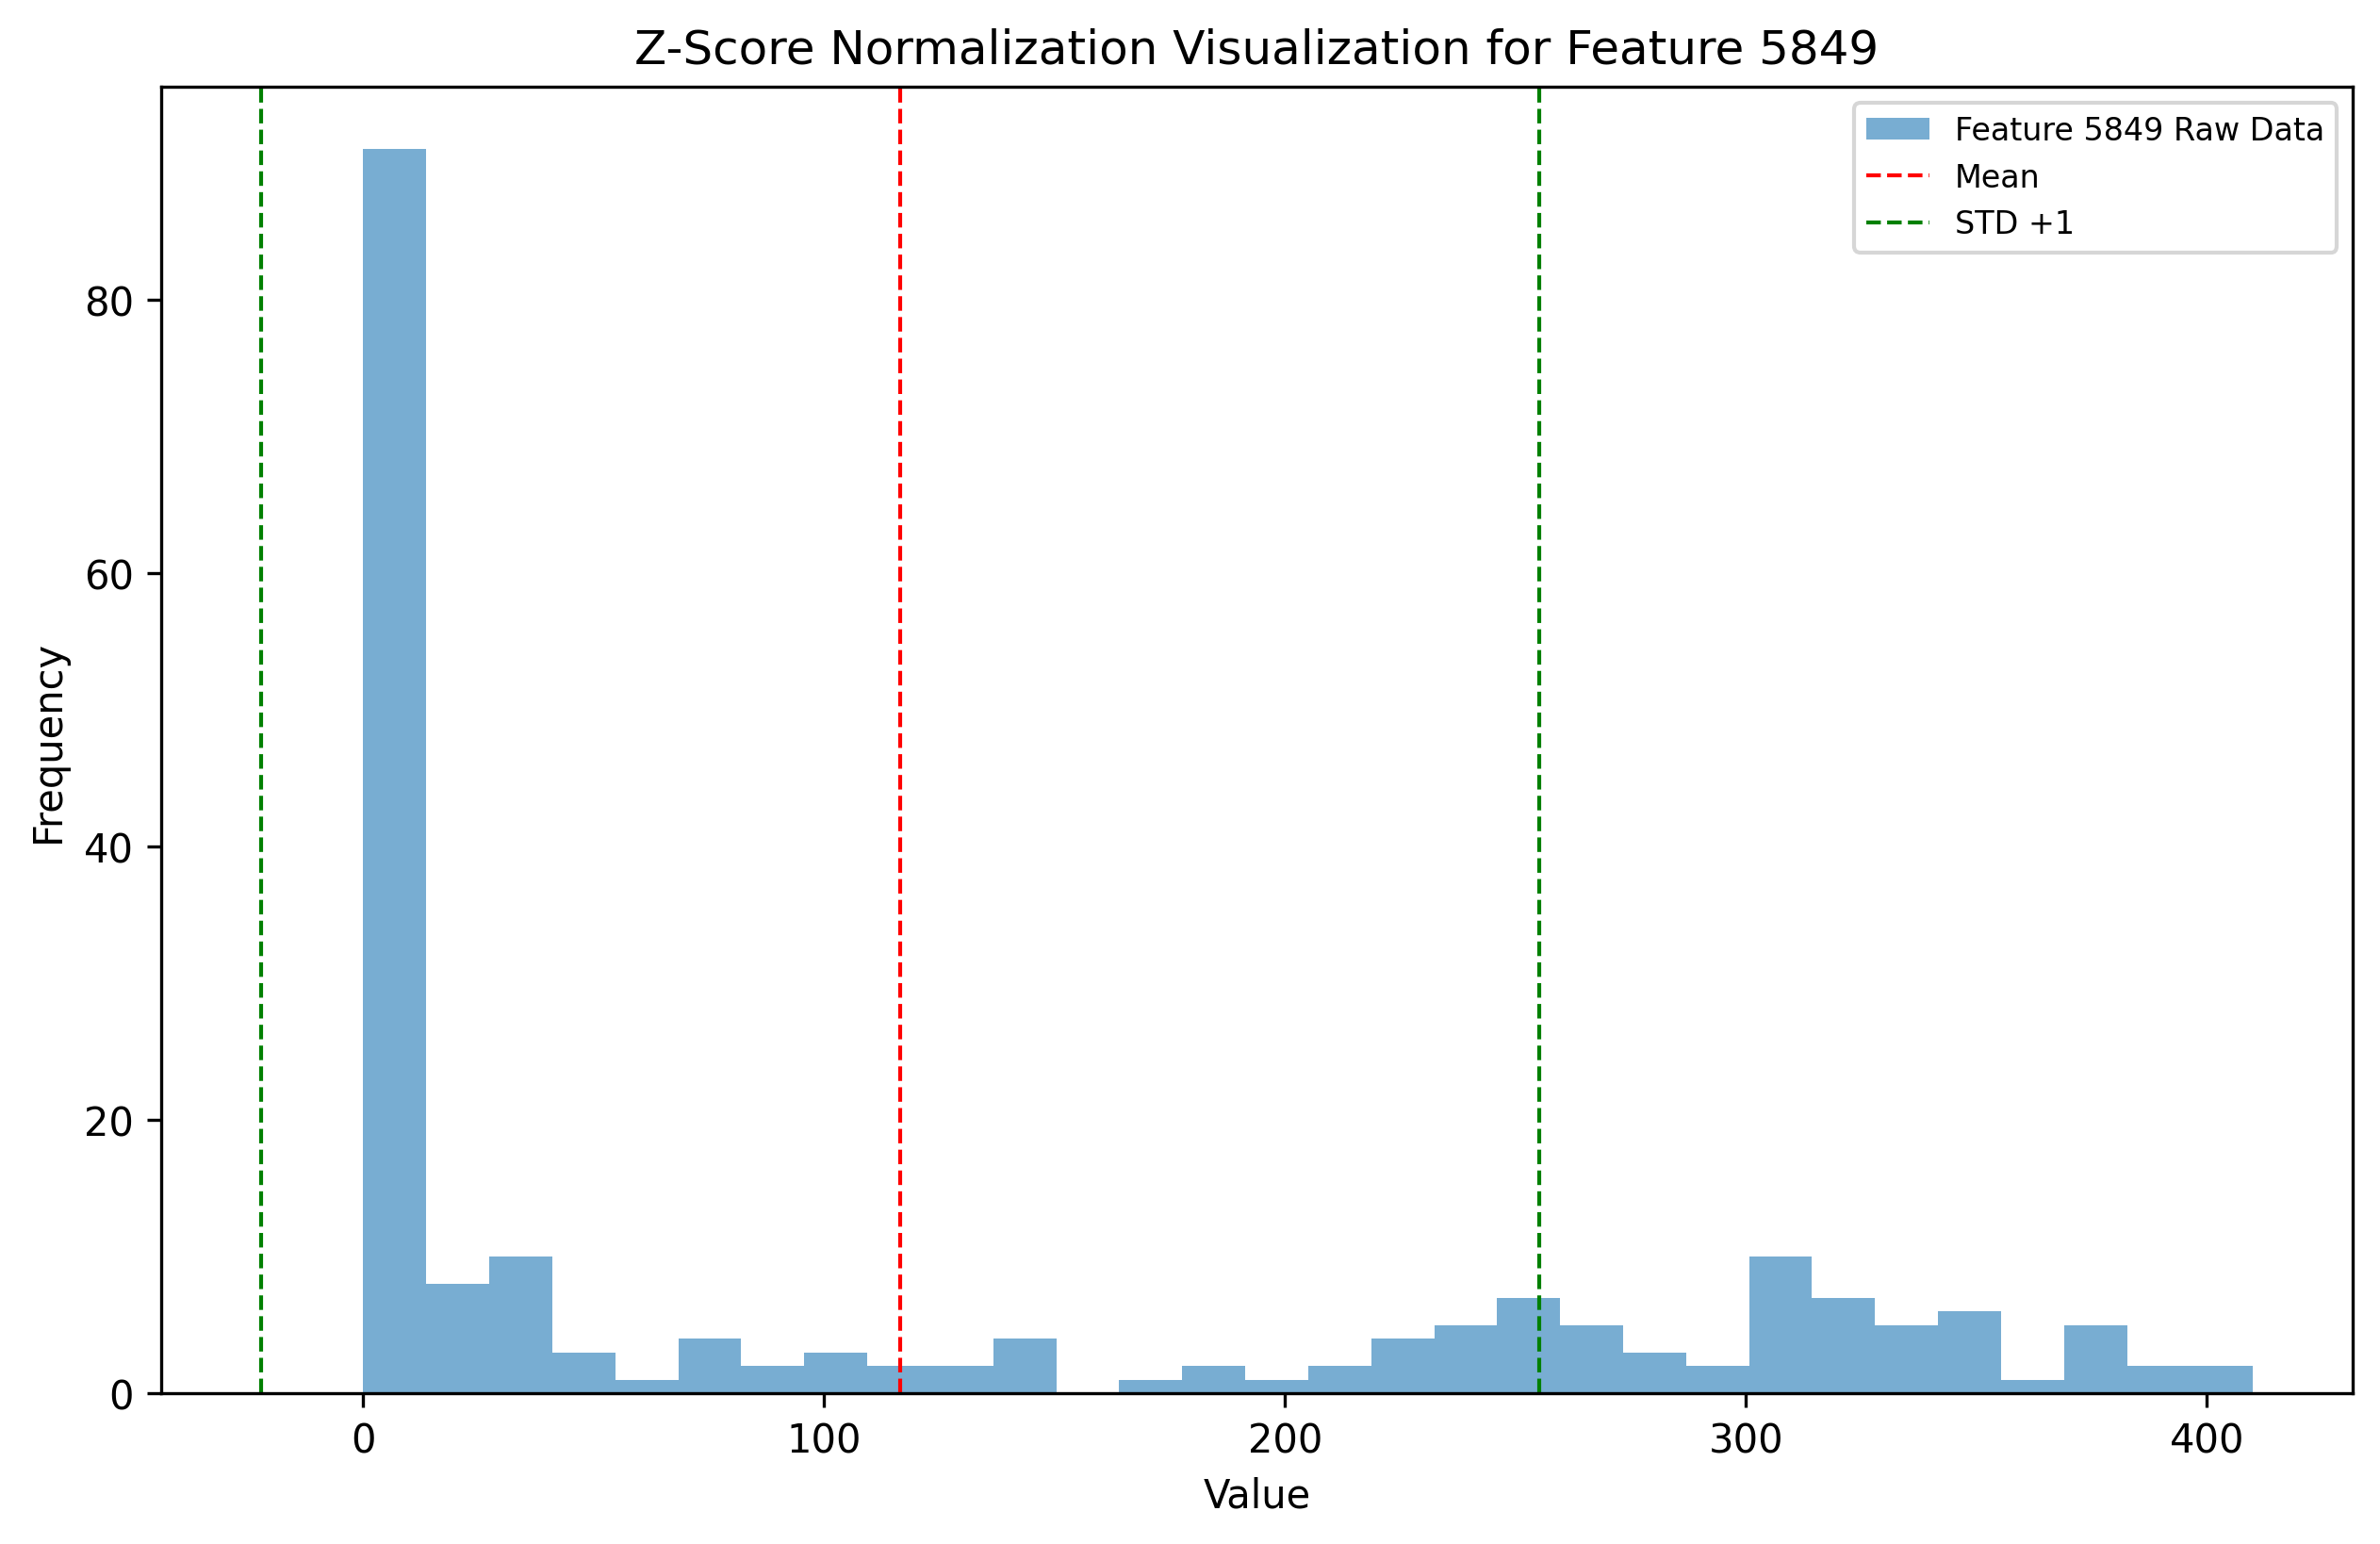 Z-Score Normalization Visualization for Feature 5849
Feature 5849 Raw Data
Mean
STD +1
Frequency
80
60
40
20
0
0 100 200 300 400
Value